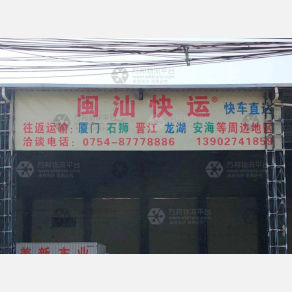 闽汕快运® 快车直达
往返运输：厦门 石狮 晋江 龙湖 安海等周边地区
洽谈电话：0754-87778886 13902741859